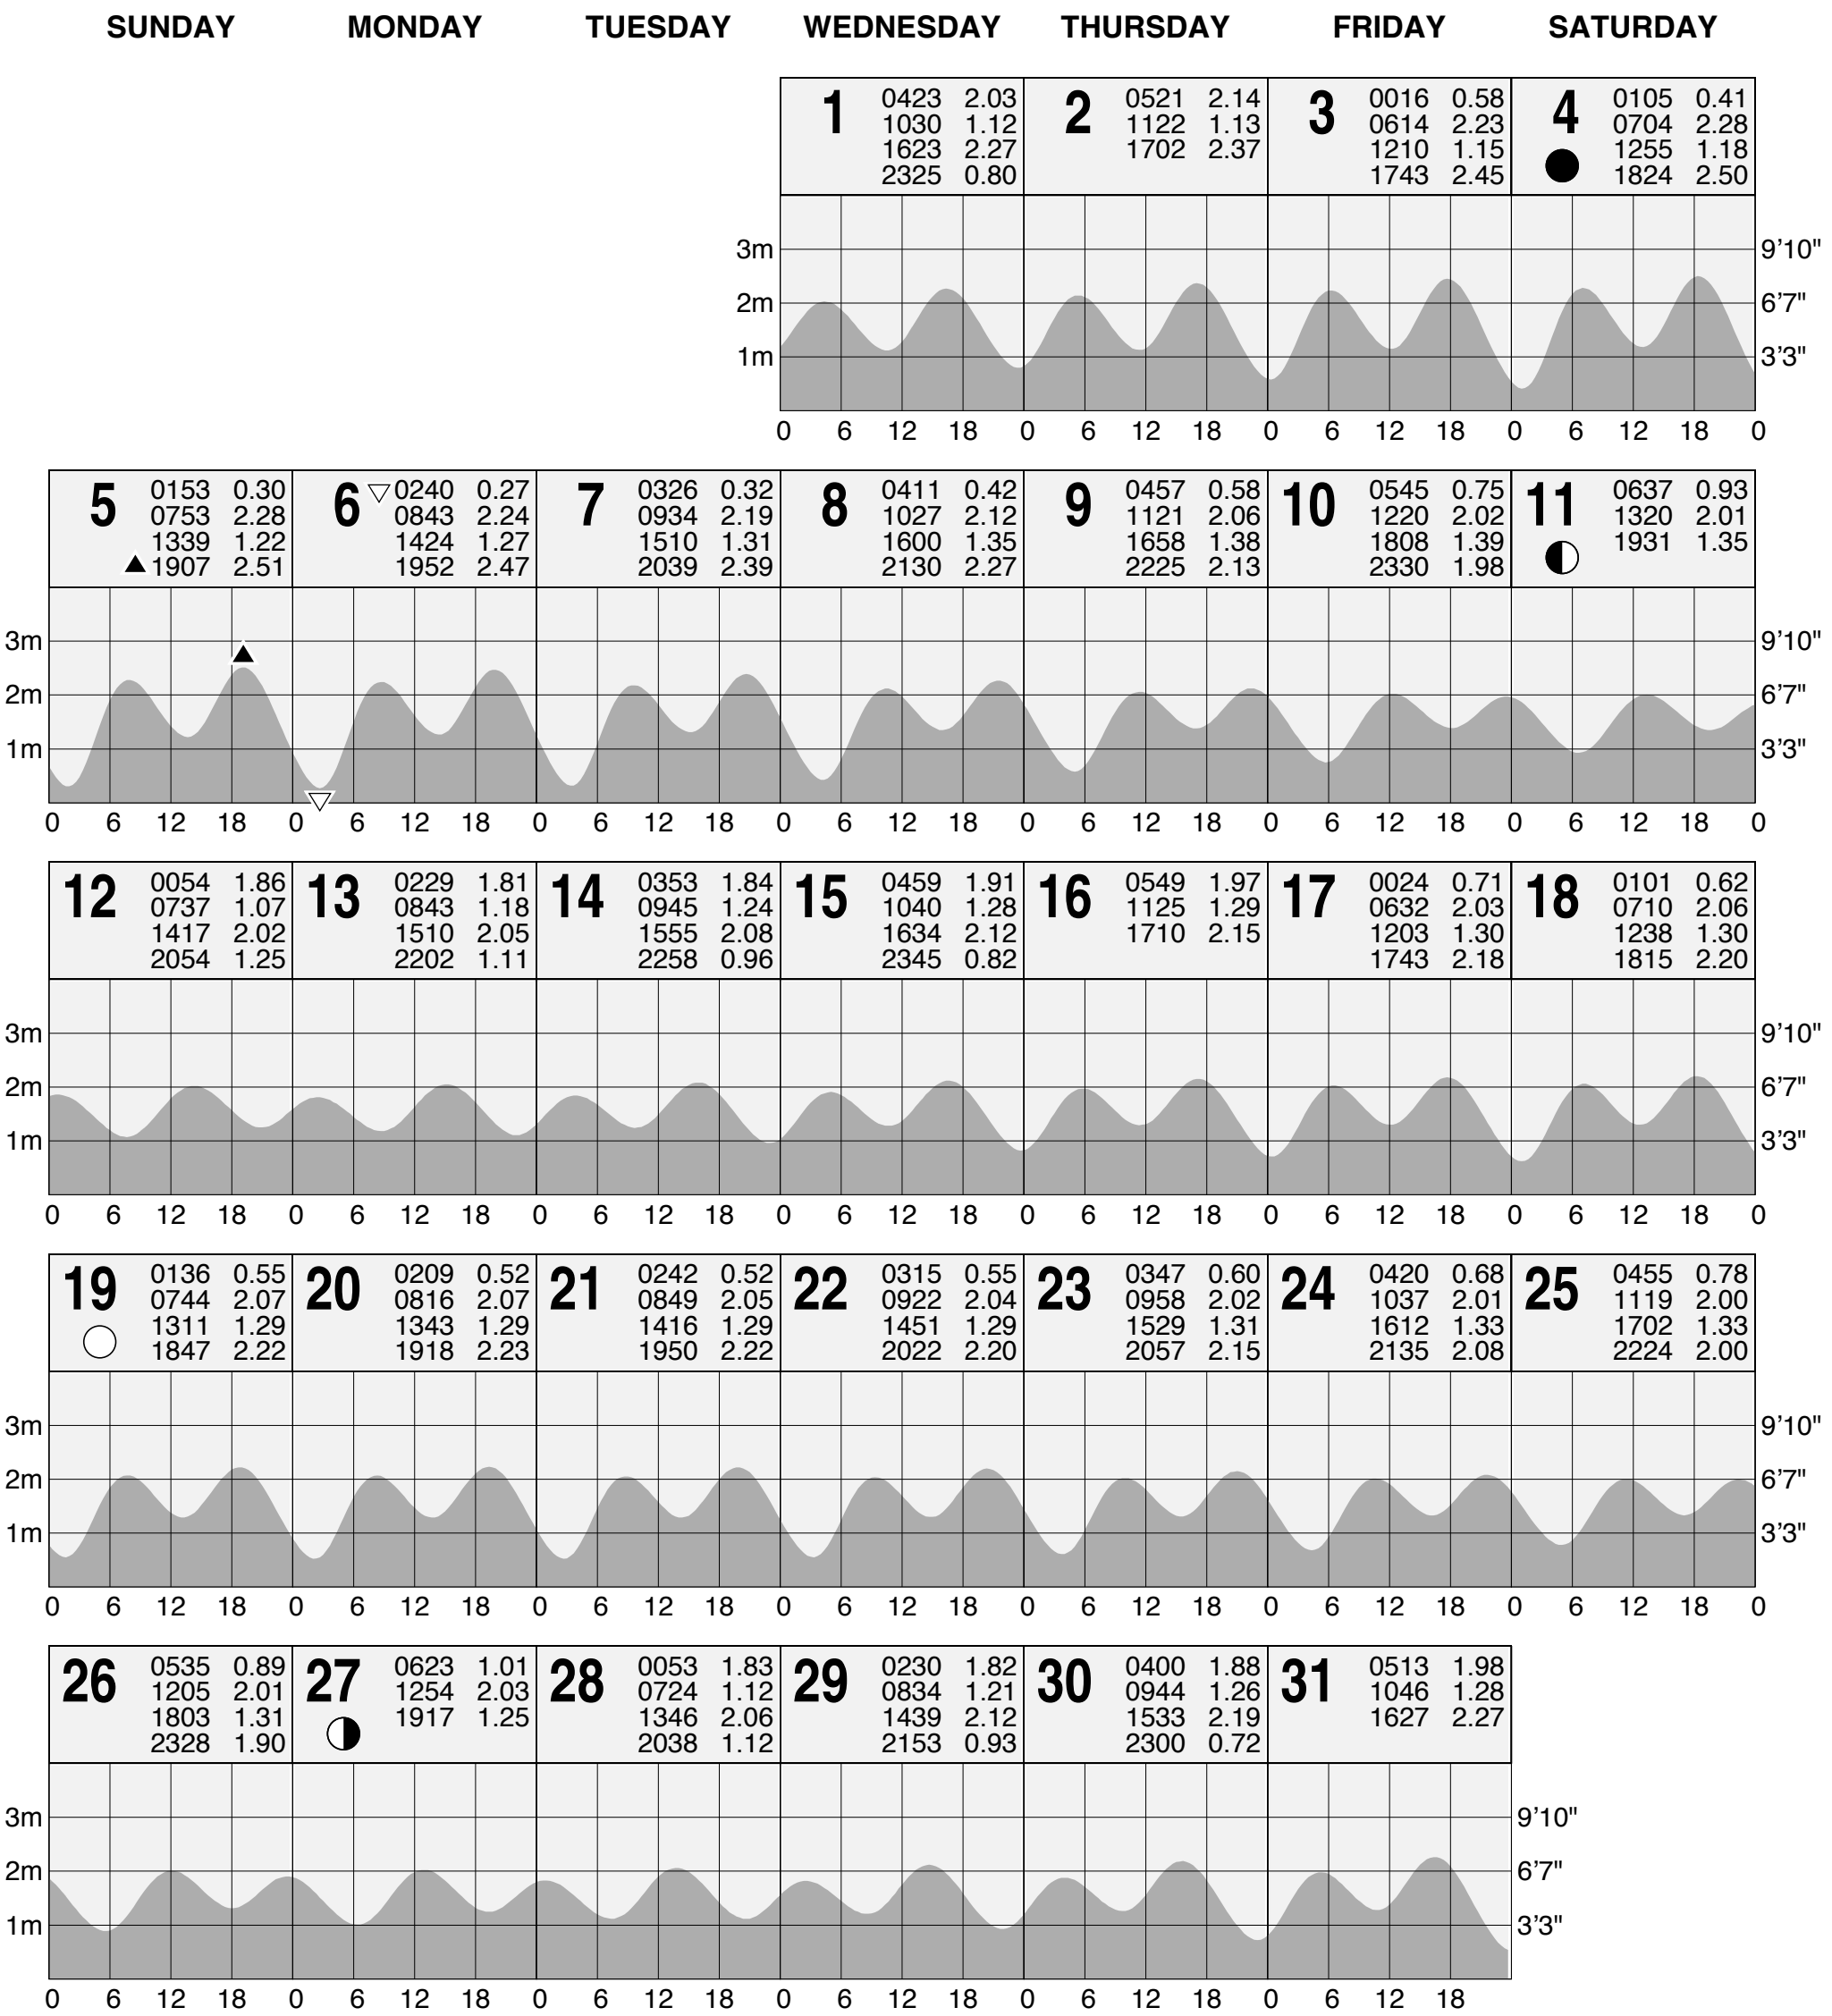 SUNDAY MONDAY TUESDAY WEDNESDAY THURSDAY FRIDAY SATURDAY
1 0423 2.03 2 0521 2.14 3 0016 0.58 4 0105 0.41
1030 1.12 1122 1.13 0614 2.23 0704 2.28
1623 2.27 1702 2.37 1210 1.15 1255 1.18
2325 0.80 1743 2.45 1824 2.50
3m 9'10"
2m 6'7"
1m 3'3"
0 6 12 18 0 6 12 18 0 6 12 18 0 6 12 18 0
5 0153 0.30 6 0240 0.27 7 0326 0.32 8 0411 0.42 9 0457 0.58 10 0545 0.75 11 0637 0.93
0753 2.28 0843 2.24 0934 2.19 1027 2.12 1121 2.06 1220 2.02 1320 2.01
1339 1.22 1424 1.27 1510 1.31 1600 1.35 1658 1.38 1808 1.39 1931 1.35
1907 2.51 1952 2.47 2039 2.39 2130 2.27 2225 2.13 2330 1.98
3m 9'10"
2m 6'7"
1m 3'3"
0 6 12 18 0 6 12 18 0 6 12 18 0 6 12 18 0 6 12 18 0 6 12 18 0 6 12 18 0
12 0054 1.86 13 0229 1.81 14 0353 1.84 15 0459 1.91 16 0549 1.97 17 0024 0.71 18 0101 0.62
0737 1.07 0843 1.18 0945 1.24 1040 1.28 1125 1.29 0632 2.03 0710 2.06
1417 2.02 1510 2.05 1555 2.08 1634 2.12 1710 2.15 1203 1.30 1238 1.30
2054 1.25 2202 1.11 2258 0.96 2345 0.82 1743 2.18 1815 2.20
3m 9'10"
2m 6'7"
1m 3'3"
0 6 12 18 0 6 12 18 0 6 12 18 0 6 12 18 0 6 12 18 0 6 12 18 0 6 12 18 0
19 0136 0.55 20 0209 0.52 21 0242 0.52 22 0315 0.55 23 0347 0.60 24 0420 0.68 25 0455 0.78
0744 2.07 0816 2.07 0849 2.05 0922 2.04 0958 2.02 1037 2.01 1119 2.00
1311 1.29 1343 1.29 1416 1.29 1451 1.29 1529 1.31 1612 1.33 1702 1.33
1847 2.22 1918 2.23 1950 2.22 2022 2.20 2057 2.15 2135 2.08 2224 2.00
3m 9'10"
2m 6'7"
1m 3'3"
0 6 12 18 0 6 12 18 0 6 12 18 0 6 12 18 0 6 12 18 0 6 12 18 0 6 12 18 0
26 0535 0.89 27 0623 1.01 28 0053 1.83 29 0230 1.82 30 0400 1.88 31 0513 1.98
1205 2.01 1254 2.03 0724 1.12 0834 1.21 0944 1.26 1046 1.28
1803 1.31 1917 1.25 1346 2.06 1439 2.12 1533 2.19 1627 2.27
2328 1.90 2038 1.12 2153 0.93 2300 0.72
3m 9'10"
2m 6'7"
1m 3'3"
0 6 12 18 0 6 12 18 0 6 12 18 0 6 12 18 0 6 12 18 0 6 12 18